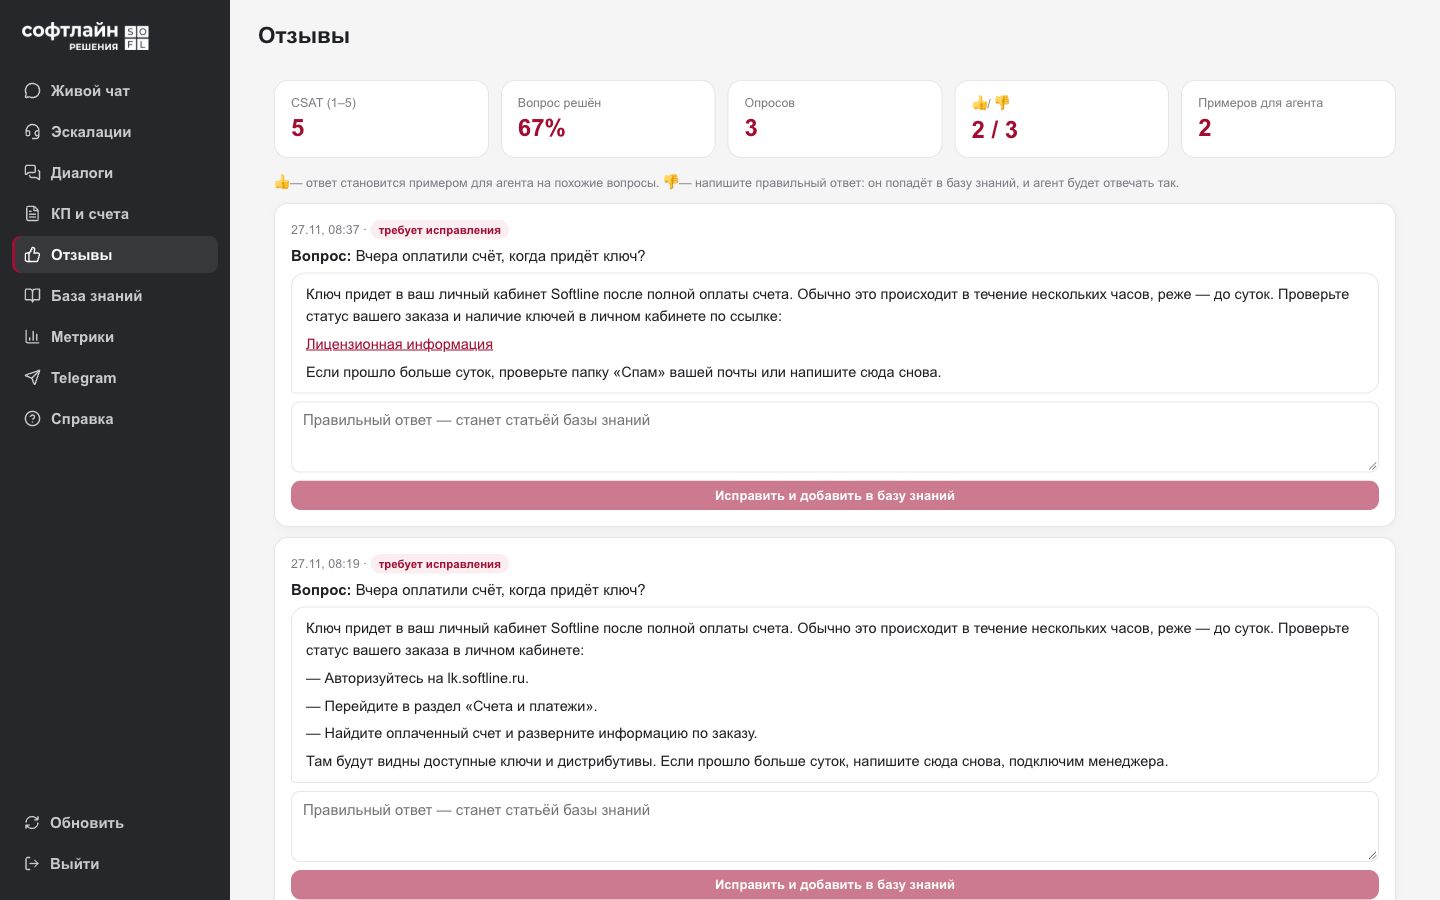 софтлайн
РЕШЕНИЯ
SO
FL
Живой чат
Эскалации
Диалоги
КП и счета
Отзывы
База знаний
Метрики
Telegram
Справка
Обновить
Выйти
Отзывы
CSAT (1–5)
5
Вопрос решён
67%
Опросов
3
👍/ 👎
2 / 3
Примеров для агента
2
👍— ответ становится примером для агента на похожие вопросы. 👎— напишите правильный ответ: он попадёт в базу знаний, и агент будет отвечать так.
27.11, 08:37 · требует исправления
Вопрос: Вчера оплатили счёт, когда придёт ключ?
Ключ придет в ваш личный кабинет Softline после полной оплаты счета. Обычно это происходит в течение нескольких часов, реже — до суток. Проверьте
статус вашего заказа и наличие ключей в личном кабинете по ссылке:
Лицензионная информация
Если прошло больше суток, проверьте папку «Спам» вашей почты или напишите сюда снова.
Правильный ответ — станет статьёй базы знаний
Исправить и добавить в базу знаний
27.11, 08:19 · требует исправления
Вопрос: Вчера оплатили счёт, когда придёт ключ?
Ключ придет в ваш личный кабинет Softline после полной оплаты счета. Обычно это происходит в течение нескольких часов, реже — до суток. Проверьте
статус вашего заказа в личном кабинете:
— Авторизуйтесь на lk.softline.ru.
— Перейдите в раздел «Счета и платежи».
— Найдите оплаченный счет и разверните информацию по заказу.
Там будут видны доступные ключи и дистрибутивы. Если прошло больше суток, напишите сюда снова, подключим менеджера.
Правильный ответ — станет статьёй базы знаний
Исправить и добавить в базу знаний